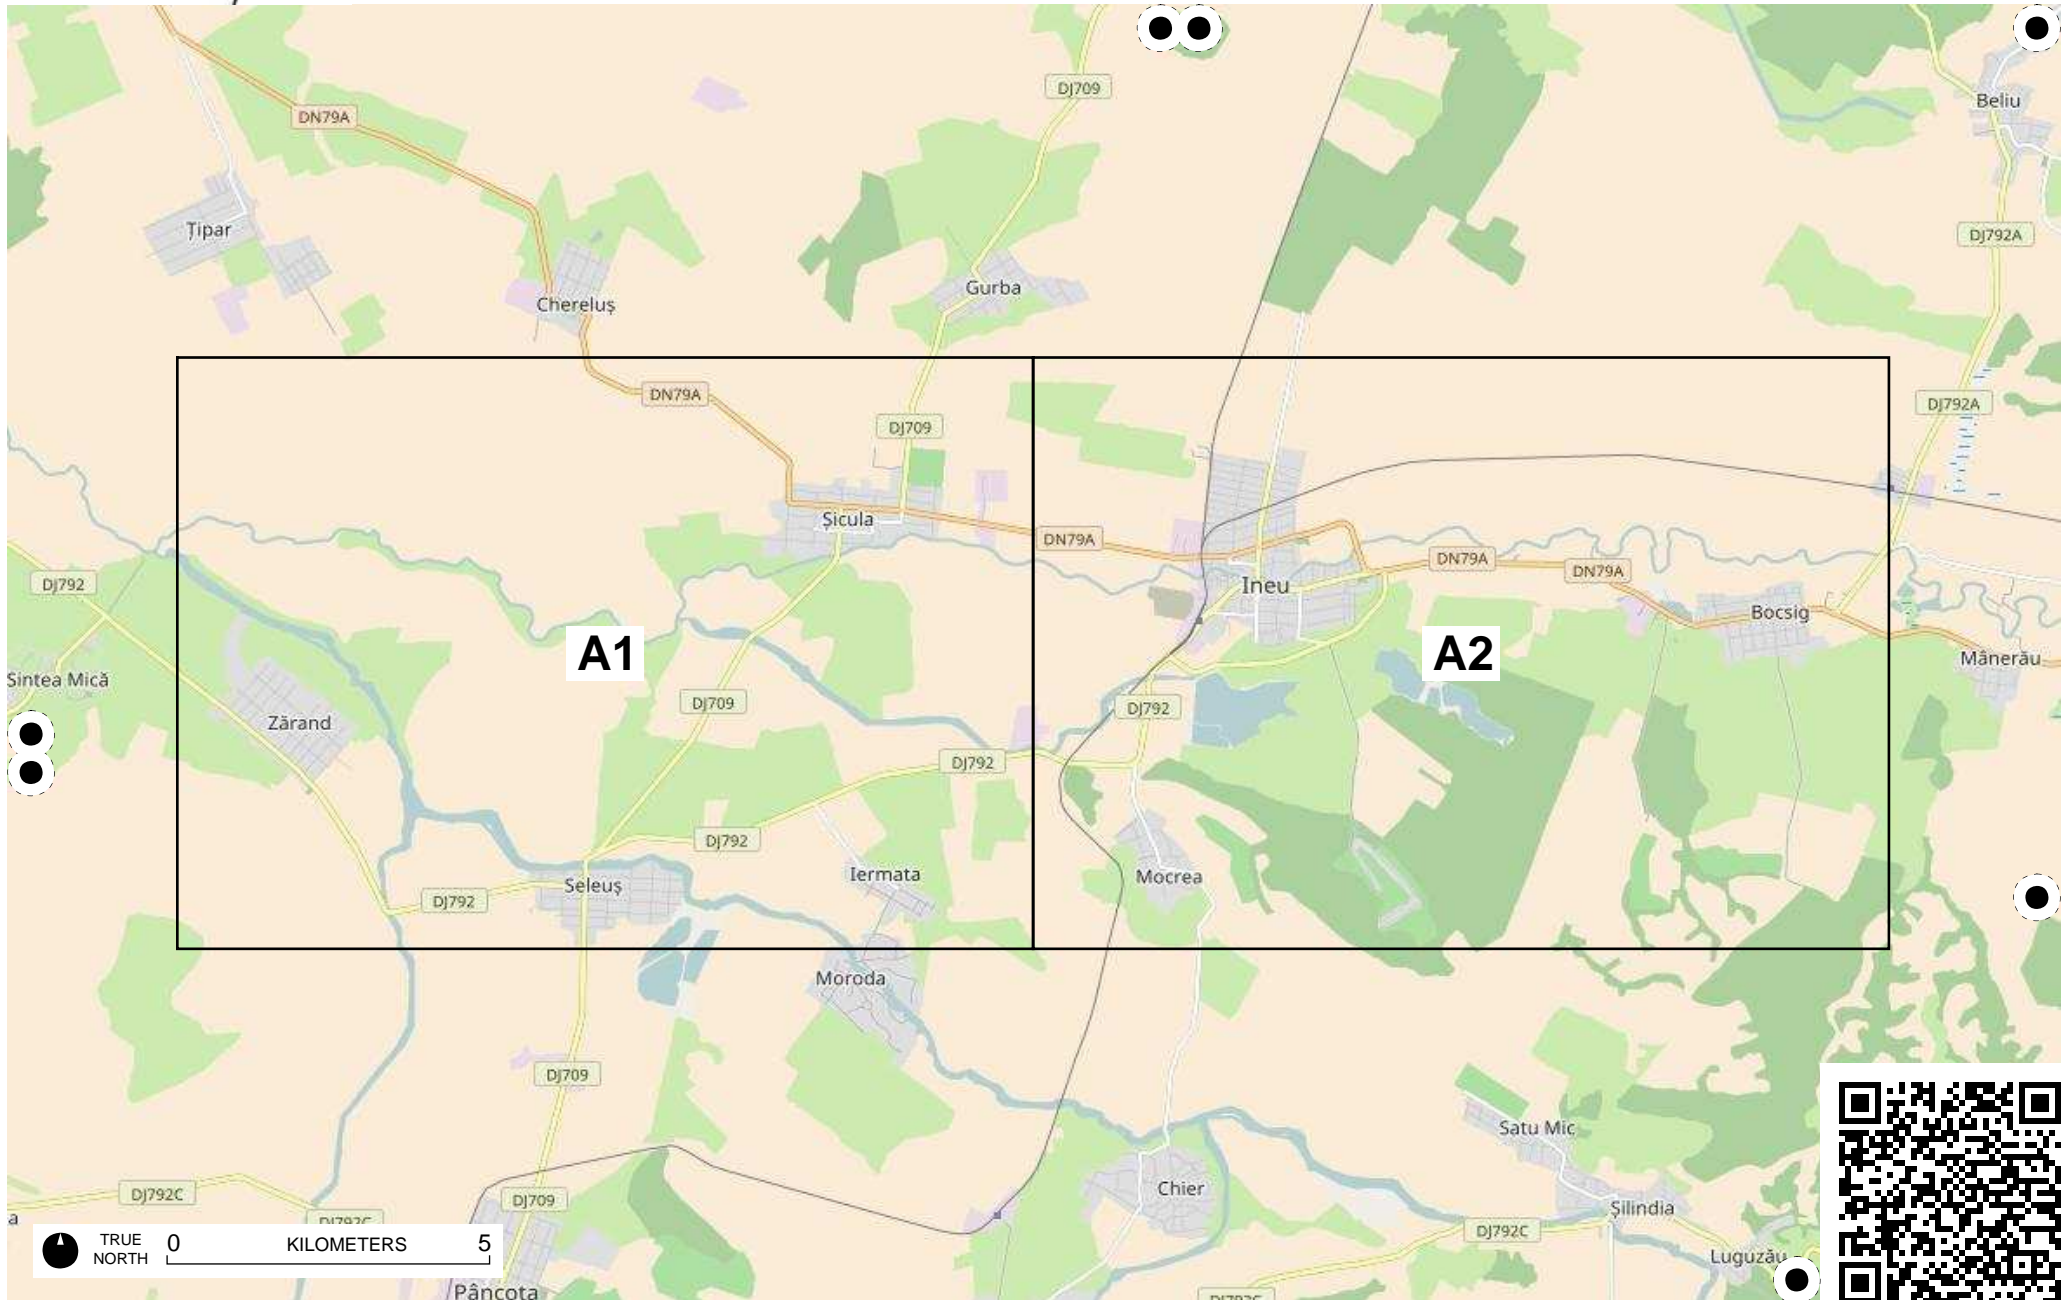 DJ709
Beliu
DN79A
Țipar
DJ792A
Gurba
Chereluș
DN79A
DJ792A
DJ709
Șicula
DN79A
DN79A
DN79A
DJ792
Ineu
Bocsig
A1
A2
Mânerău
Sintea Mică
DJ709
DJ792
Zărand
DJ792
DJ792
Iermata
Mocrea
Seleuș
DJ792
Moroda
DJ709
Satu Mic
Chier
DJ792C
DJ709
Șilindia
a
DJ792C
DJ792C
Luguzău
TRUE
NORTH
0 KILOMETERS 5
Pâncota
DJ792C